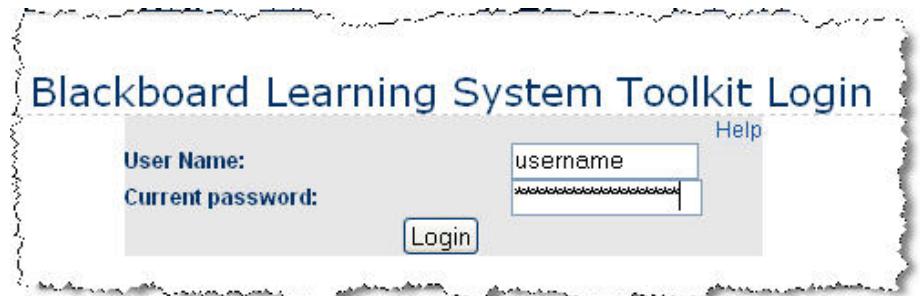 Blackboard Learning System Toolkit Login
Help
User Name: username
Current password: ********************
Login